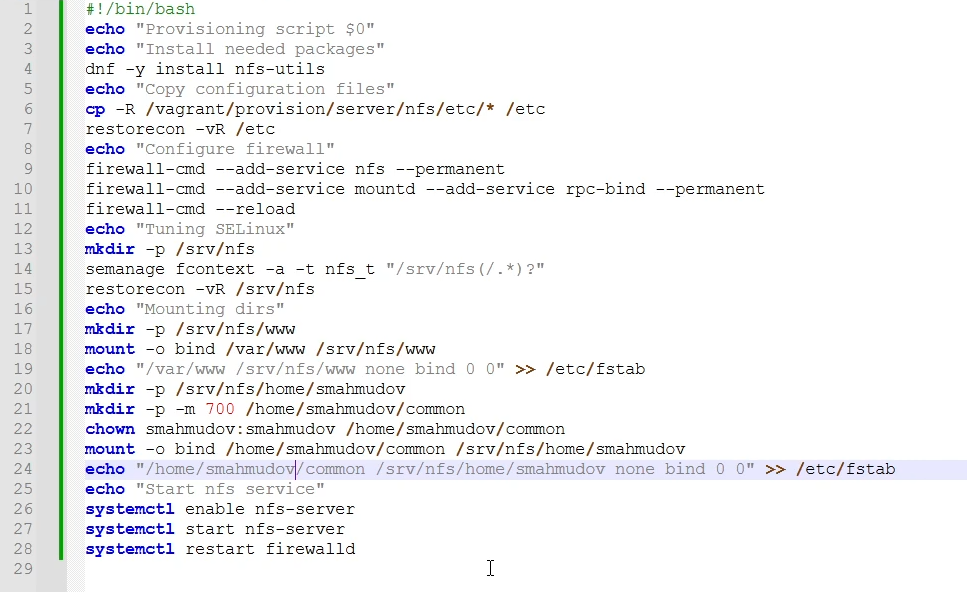 1 #!/bin/bash
2 echo "Provisioning script $0"
3 echo "Install needed packages"
4 dnf -y install nfs-utils
5 echo "Copy configuration files"
6 cp -R /vagrant/provision/server/nfs/etc/* /etc
7 restorecon -vR /etc
8 echo "Configure firewall"
9 firewall-cmd --add-service nfs --permanent
10 firewall-cmd --add-service mountd --add-service rpc-bind --permanent
11 firewall-cmd --reload
12 echo "Tuning SELinux"
13 mkdir -p /srv/nfs
14 semanage fcontext -a -t nfs_t "/srv/nfs(/.*)?"
15 restorecon -vR /srv/nfs
16 echo "Mounting dirs"
17 mkdir -p /srv/nfs/www
18 mount -o bind /var/www /srv/nfs/www
19 echo "/var/www /srv/nfs/www none bind 0 0" >> /etc/fstab
20 mkdir -p /srv/nfs/home/smahmudov
21 mkdir -p -m 700 /home/smahmudov/common
22 chown smahmudov:smahmudov /home/smahmudov/common
23 mount -o bind /home/smahmudov/common /srv/nfs/home/smahmudov
24 echo "/home/smahmudov/common /srv/nfs/home/smahmudov none bind 0 0" >> /etc/fstab
25 echo "Start nfs service"
26 systemctl enable nfs-server
27 systemctl start nfs-server
28 systemctl restart firewalld
29